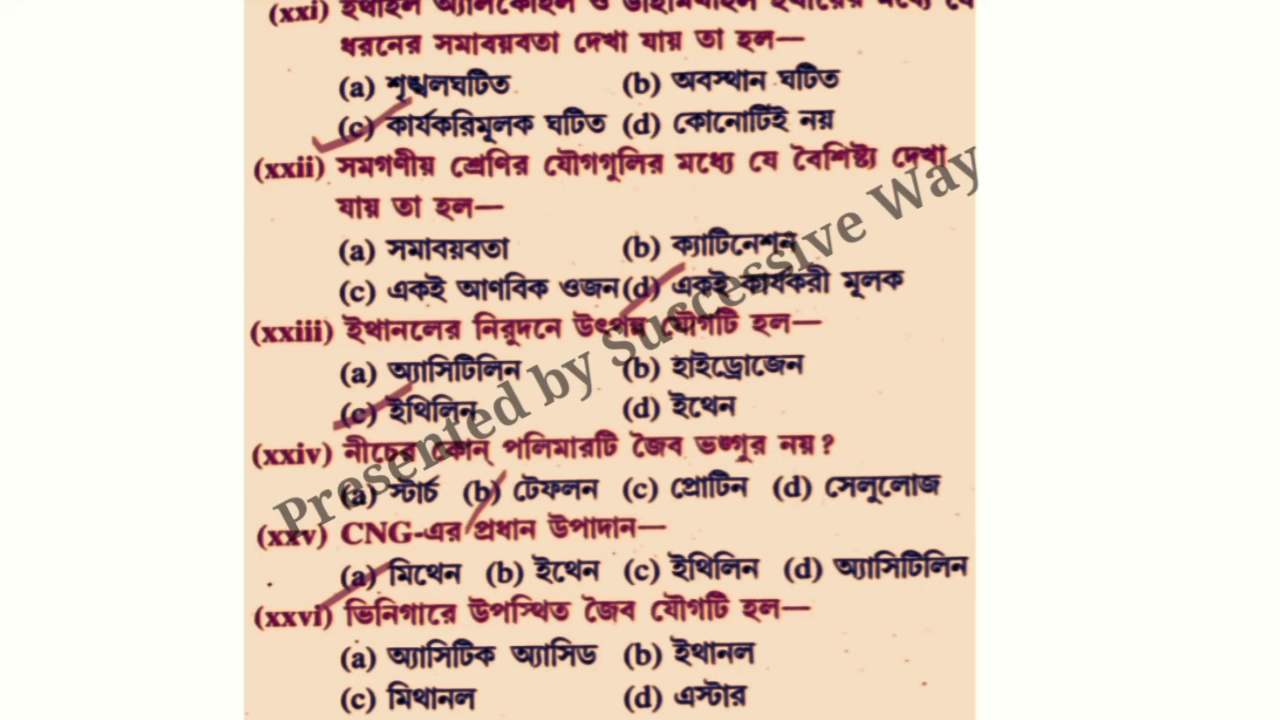 (xxi) ইথাইল অ্যালকোহল ও ডাইমিথাইল ইথারের মধ্যে যে
ধরনের সমাবয়বতা দেখা যায় তা হল—
(a) শৃঙ্খলঘটিত (b) অবস্থান ঘটিত
(c) কার্যকরিমূলক ঘটিত (d) কোনোটিই নয়
(xxii) সমগণীয় শ্রেণির যৌগগুলির মধ্যে যে বৈশিষ্ট্য দেখা
যায় তা হল—
(a) সমাবয়বতা (b) ক্যাটিনেশন
(c) একই আণবিক ওজন (d) একই কার্যকরী মূলক
(xxiii) ইথানলের নিরুদনে উৎপন্ন যৌগটি হল—
(a) অ্যাসিটিলিন (b) হাইড্রোজেন
(c) ইথিলিন (d) ইথেন
(xxiv) নীচের কোন্ পলিমারটি জৈব ভঙ্গুর নয়?
(a) স্টার্চ (b) টেফলন (c) প্রোটিন (d) সেলুলোজ
(xxv) CNG-এর প্রধান উপাদান—
(a) মিথেন (b) ইথেন (c) ইথিলিন (d) অ্যাসিটিলিন
(xxvi) ভিনিগারে উপস্থিত জৈব যৌগটি হল—
(a) অ্যাসিটিক অ্যাসিড (b) ইথানল
(c) মিথানল (d) এস্টার
Presented by Successive Way